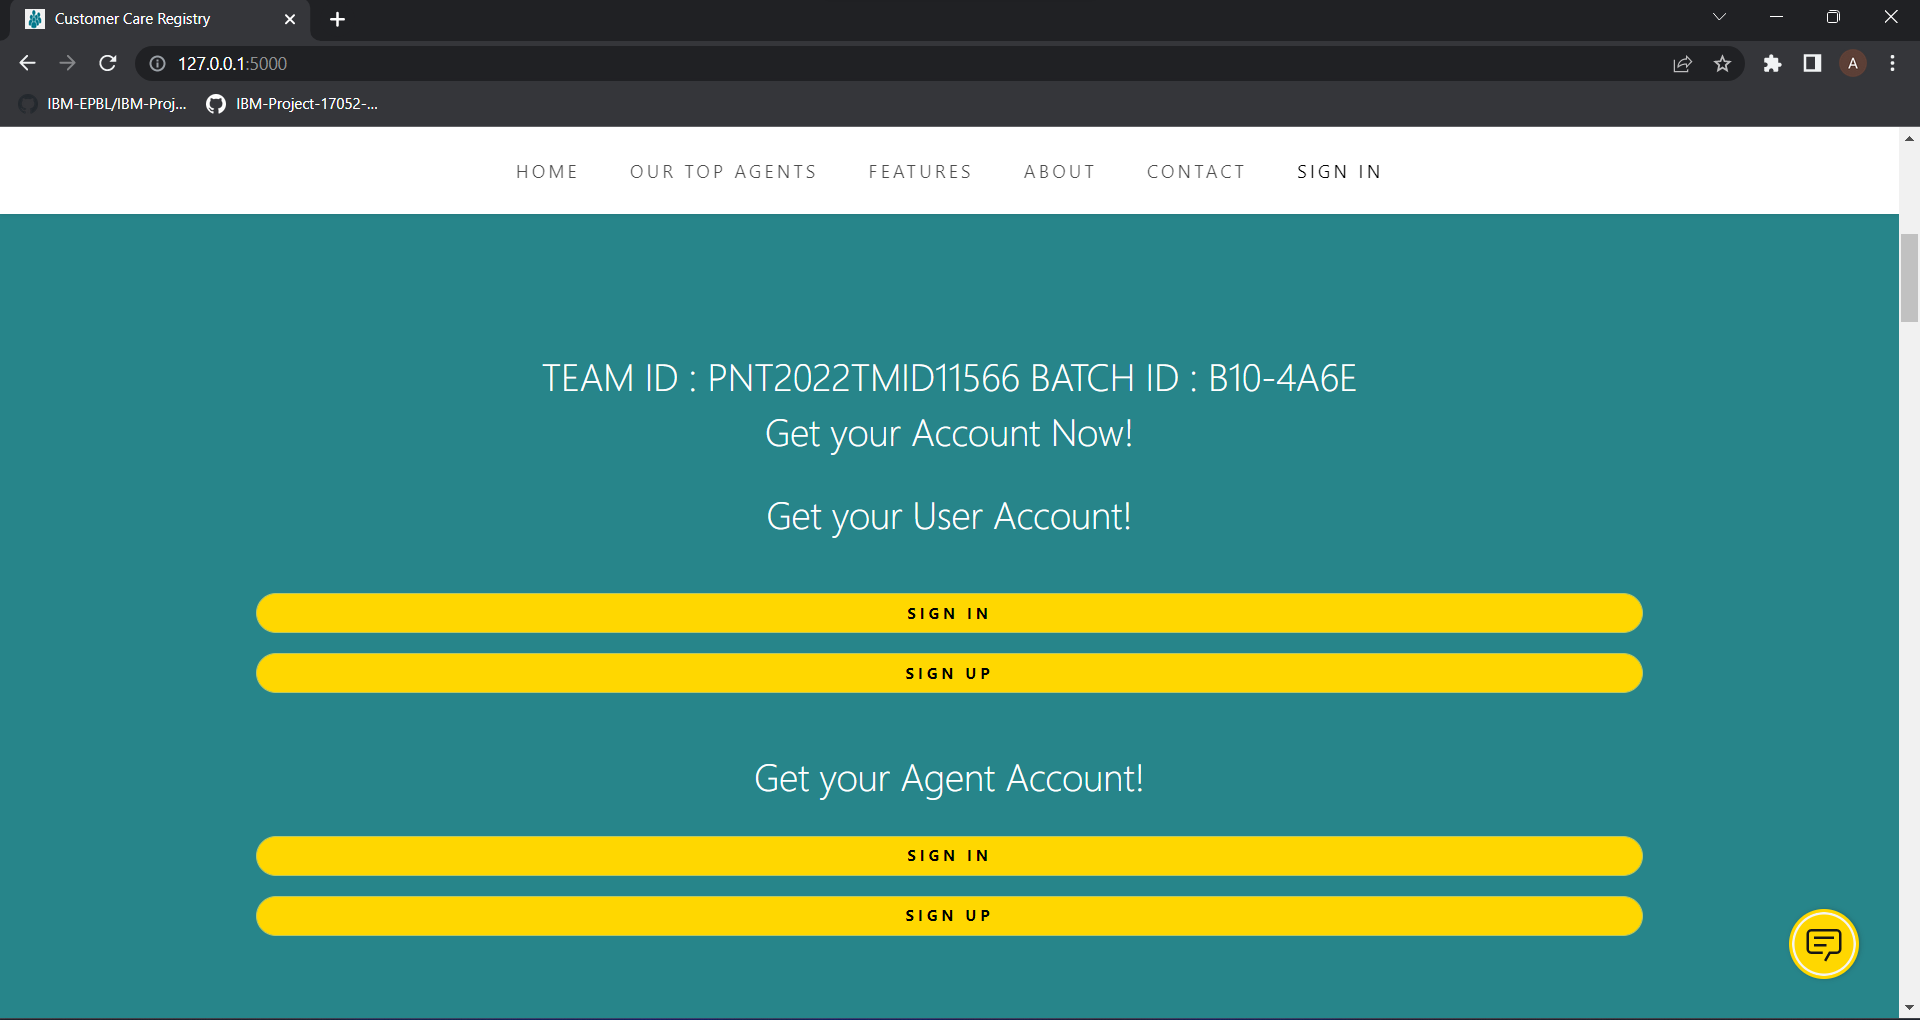 Customer Care Registry
127.0.0.1:5000
A
IBM-EPBL/IBM-Proj...
IBM-Project-17052-...
HOME OUR TOP AGENTS FEATURES ABOUT CONTACT SIGN IN
TEAM ID : PNT2022TMID11566 BATCH ID : B10-4A6E
Get your Account Now!
Get your User Account!
SIGN IN
SIGN UP
Get your Agent Account!
SIGN IN
SIGN UP